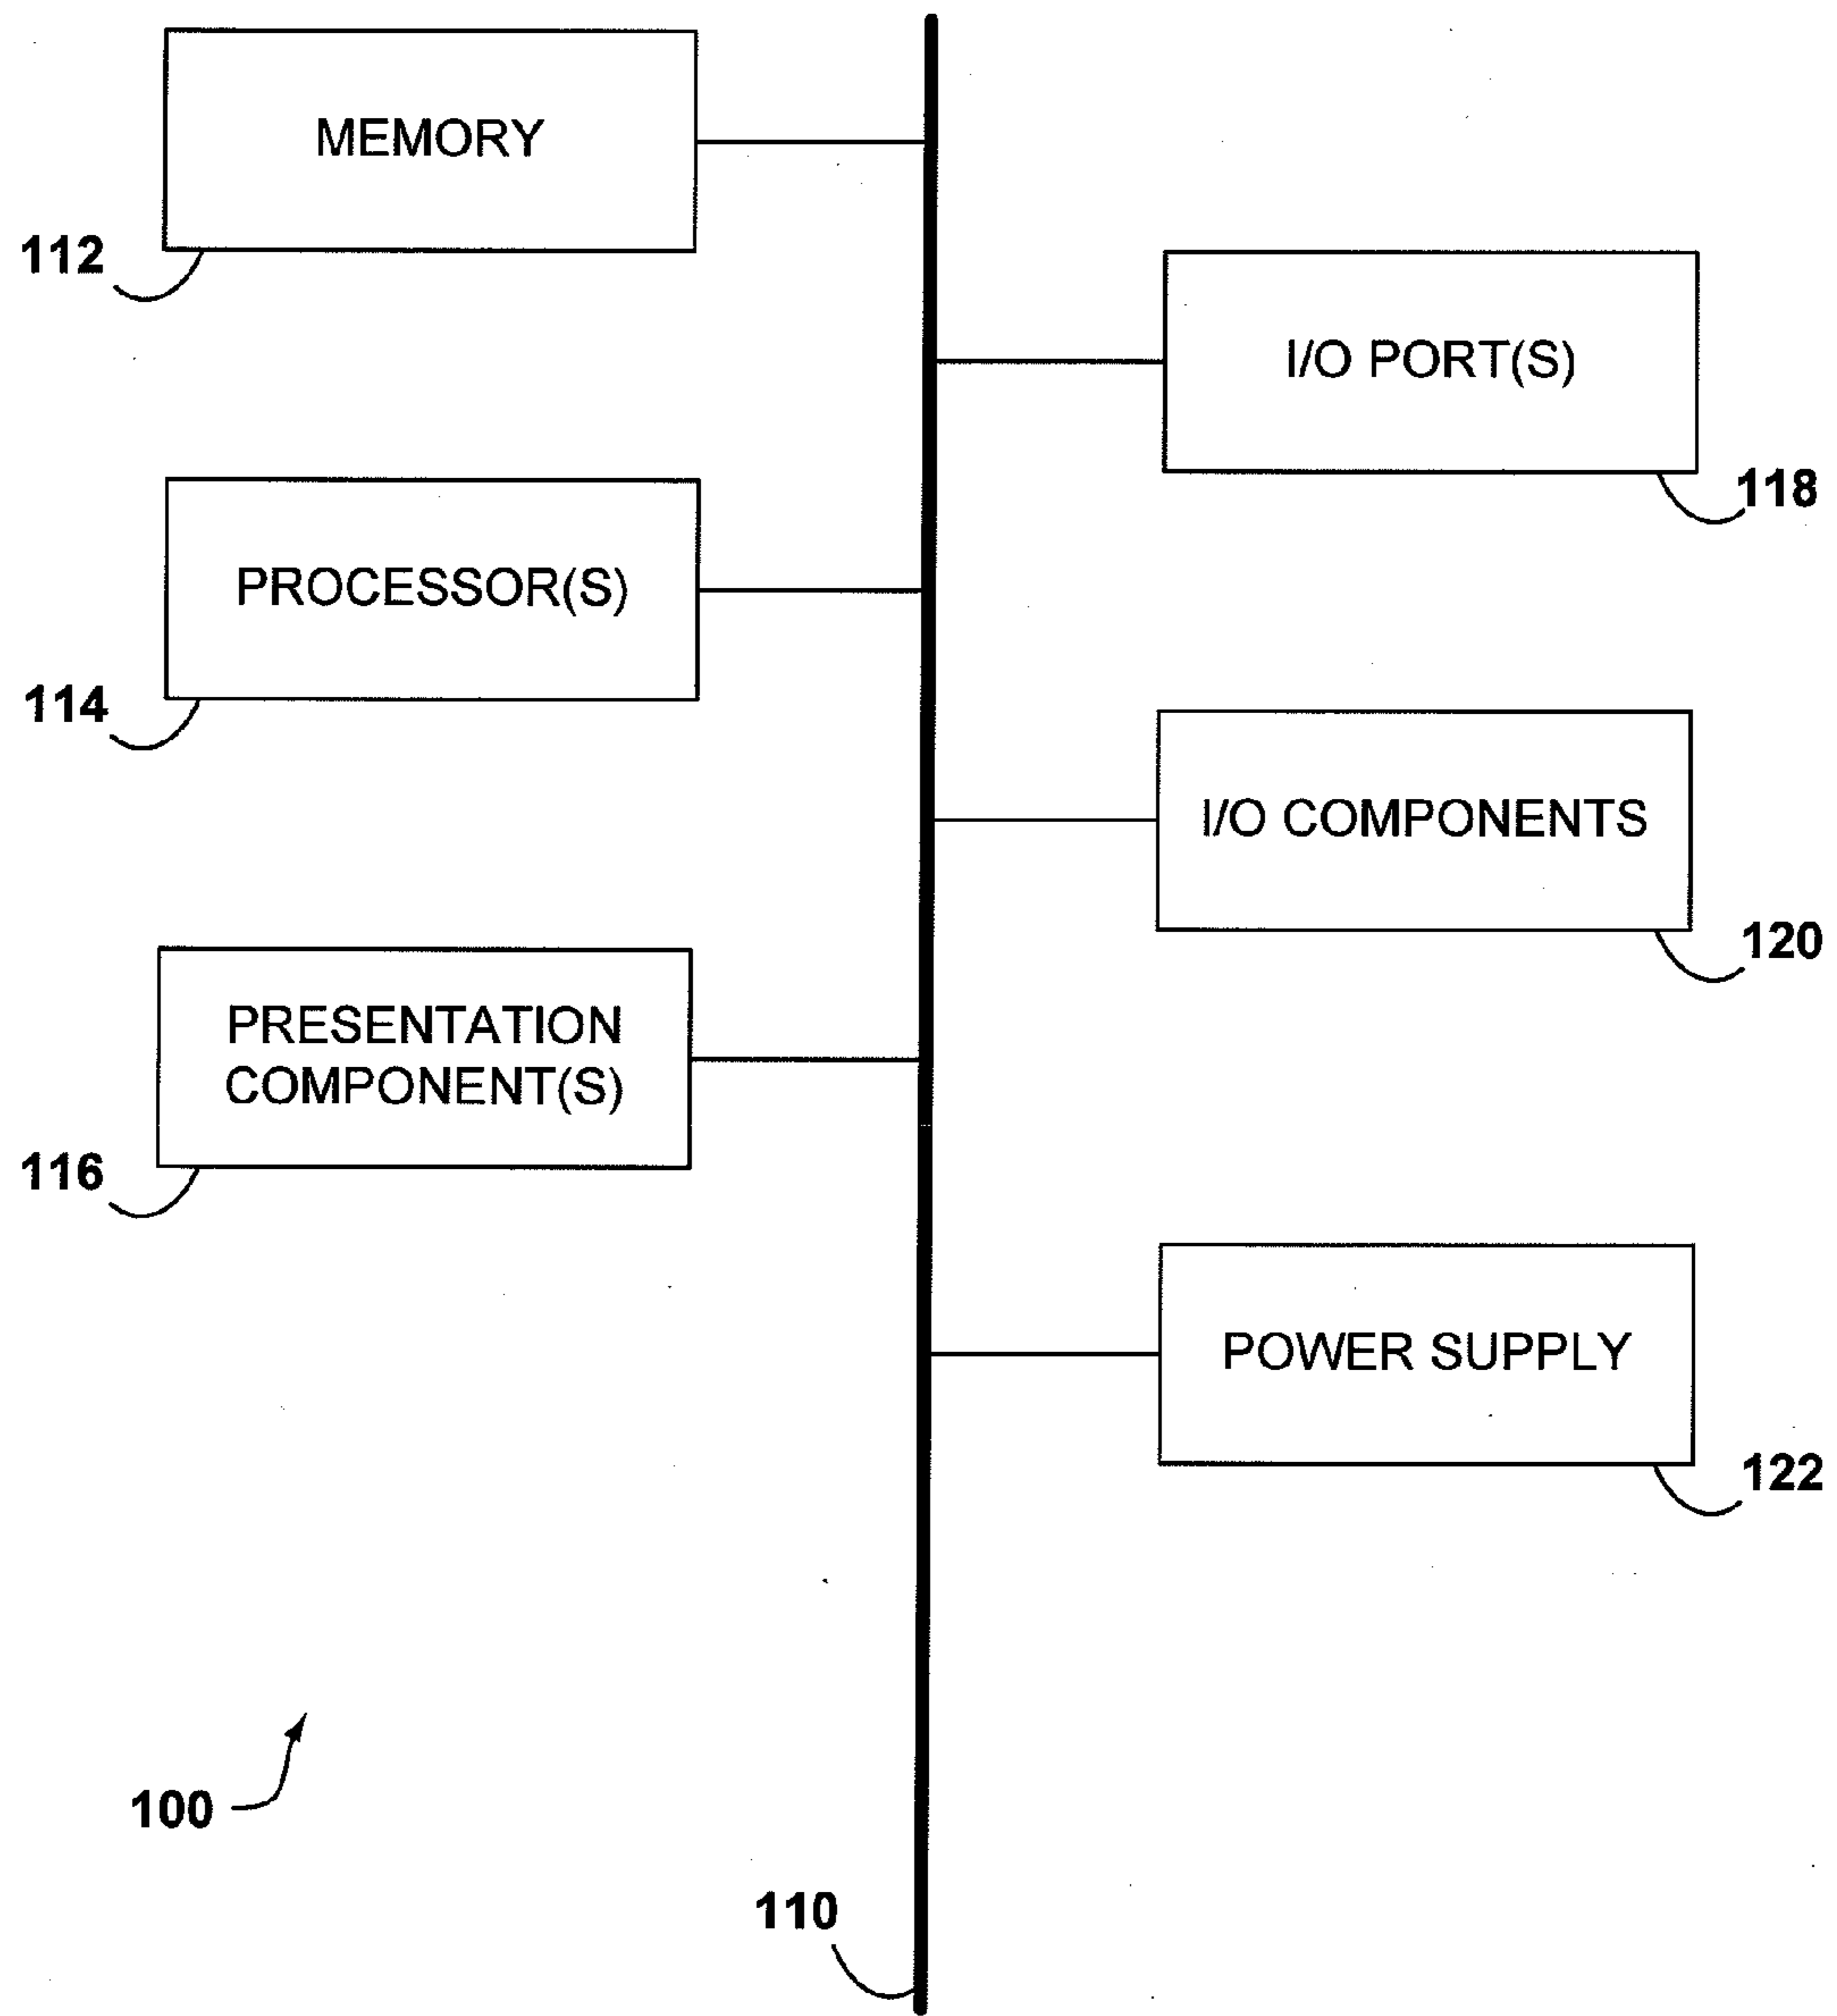 MEMORY
112
I/O PORT(S)
118
PROCESSOR(S)
114
I/O COMPONENTS
120
PRESENTATION
COMPONENT(S)
116
POWER SUPPLY
122
100
110